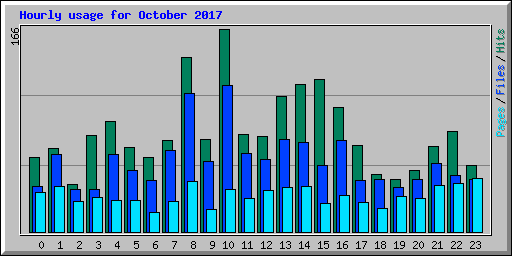 Hourly usage for October 2017
166
Pages/Files/Hits
0 1 2 3 4 5 6 7 8 9 10 11 12 13 14 15 16 17 18 19 20 21 22 23